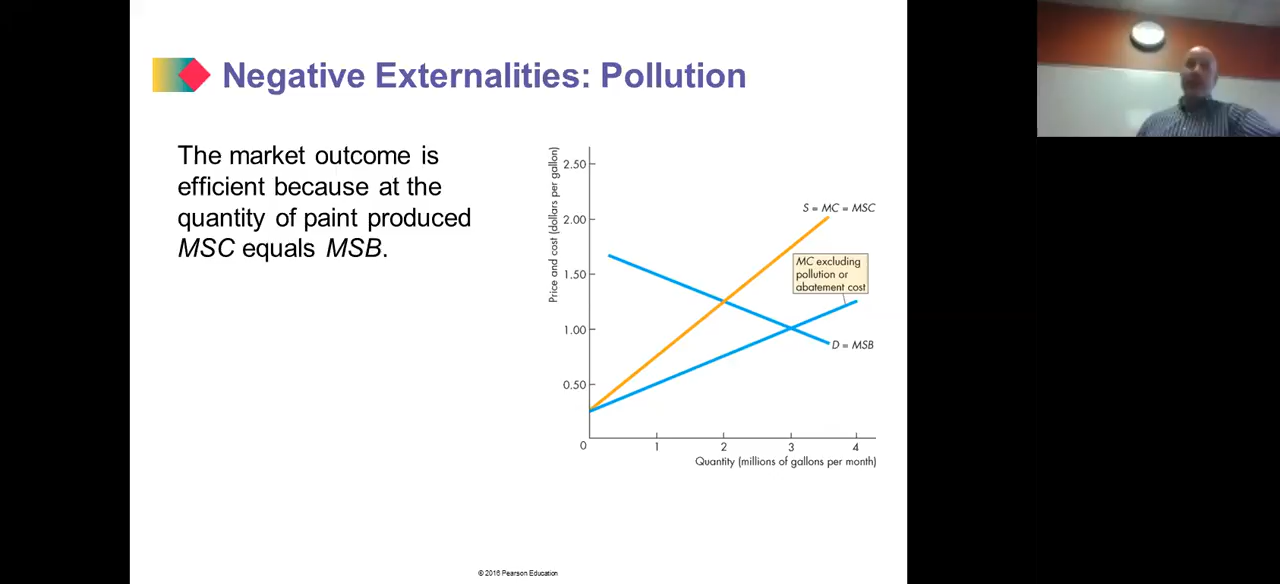 Negative Externalities: Pollution
The market outcome is
efficient because at the
quantity of paint produced
MSC equals MSB.
Price and cost (dollars per gallon)
2.50
2.00
1.50
1.00
0.50
0
1
2
3
4
S = MC = MSC
MC excluding
pollution or
abatement cost
D = MSB
Quantity (millions of gallons per month)
© 2016 Pearson Education